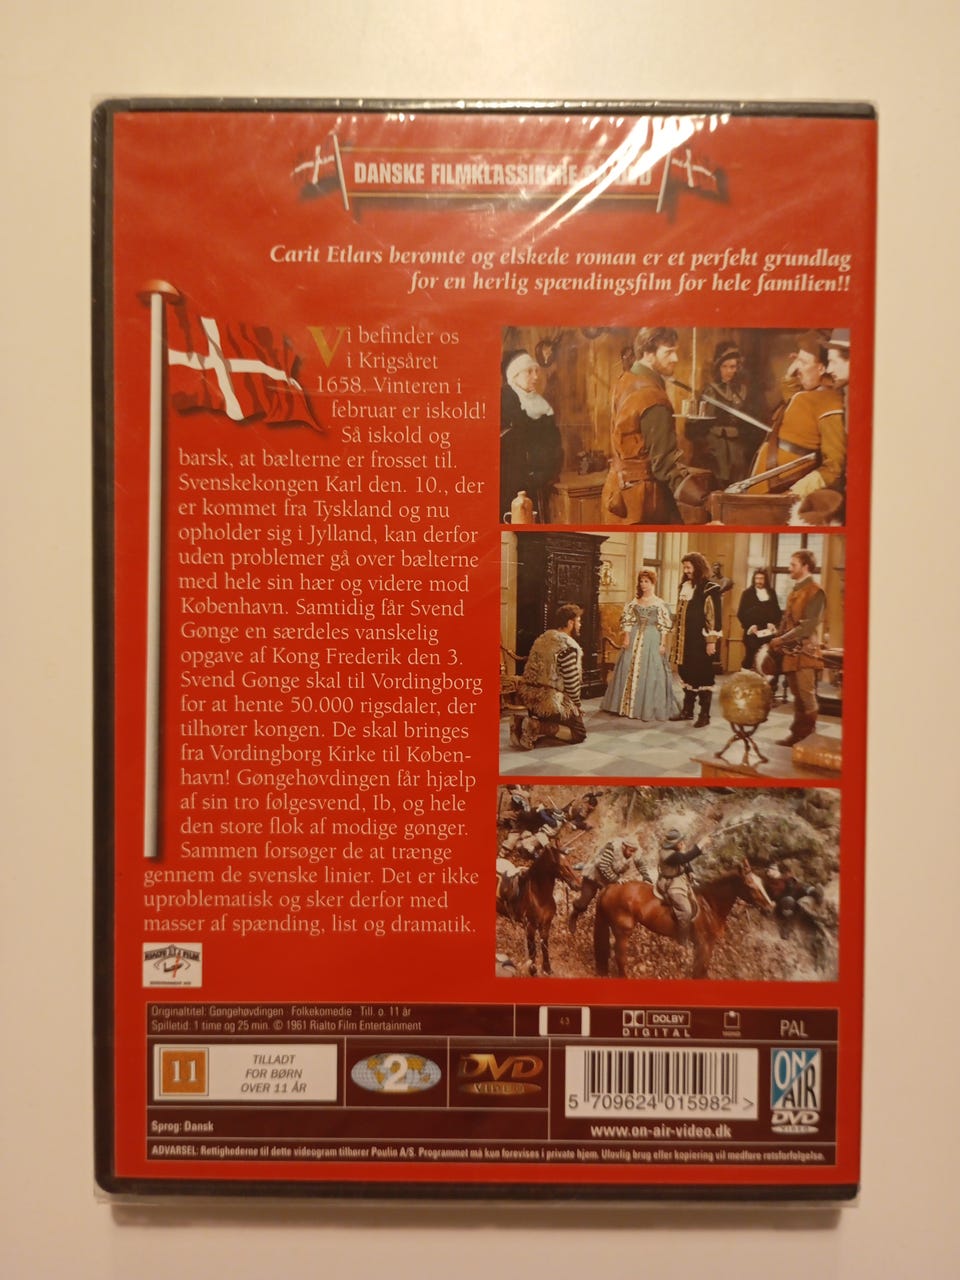 DANSKE FILMKLASSIKERE
Carit Etlars berømte og elskede roman er et perfekt grundlag
for en herlig spændingsfilm for hele familien!!
Vi befinder os
i Krigsåret
1658. Vinteren i
februar er iskold!
Så iskold og
barsk, at bælterne er frosset til.
Svenskekongen Karl den. 10., der
er kommet fra Tyskland og nu
opholder sig i Jylland, kan derfor
uden problemer gå over bælterne
med hele sin hær og videre mod
København. Samtidig får Svend
Gønge en særdeles vanskelig
opgave af Kong Frederik den 3.
Svend Gønge skal til Vordingborg
for at hente 50.000 rigsdaler, der
tilhører kongen. De skal bringes
fra Vordingborg Kirke til Køben-
havn! Gøngehøvdingen får hjælp
af sin tro følgesvend, Ib, og hele
den store flok af modige gønger.
Sammen forsøger de at trænge
gennem de svenske linier. Det er ikke
uproblematisk og sker derfor med
masser af spænding, list og dramatik.
RIALTO FILM
Originaltitel: Gøngehøvdingen · Folkekomedie · Till. o. 11 år
Spilletid: 1 time og 25 min. © 1961 Rialto Film Entertainment
4:3
DOLBY
DIGITAL
PAL
11
TILLADT
FOR BØRN
OVER 11 ÅR
2
DVD
VIDEO
5 709624 015982 >
ON
AIR
DVD
VIDEO
www.on-air-video.dk
Sprog: Dansk
ADVARSEL: Rettighederne til dette videogram tilhører Poulin A/S. Programmet må kun forevises i private hjem. Ulovlig brug eller kopiering vil medføre retsforfølgelse.